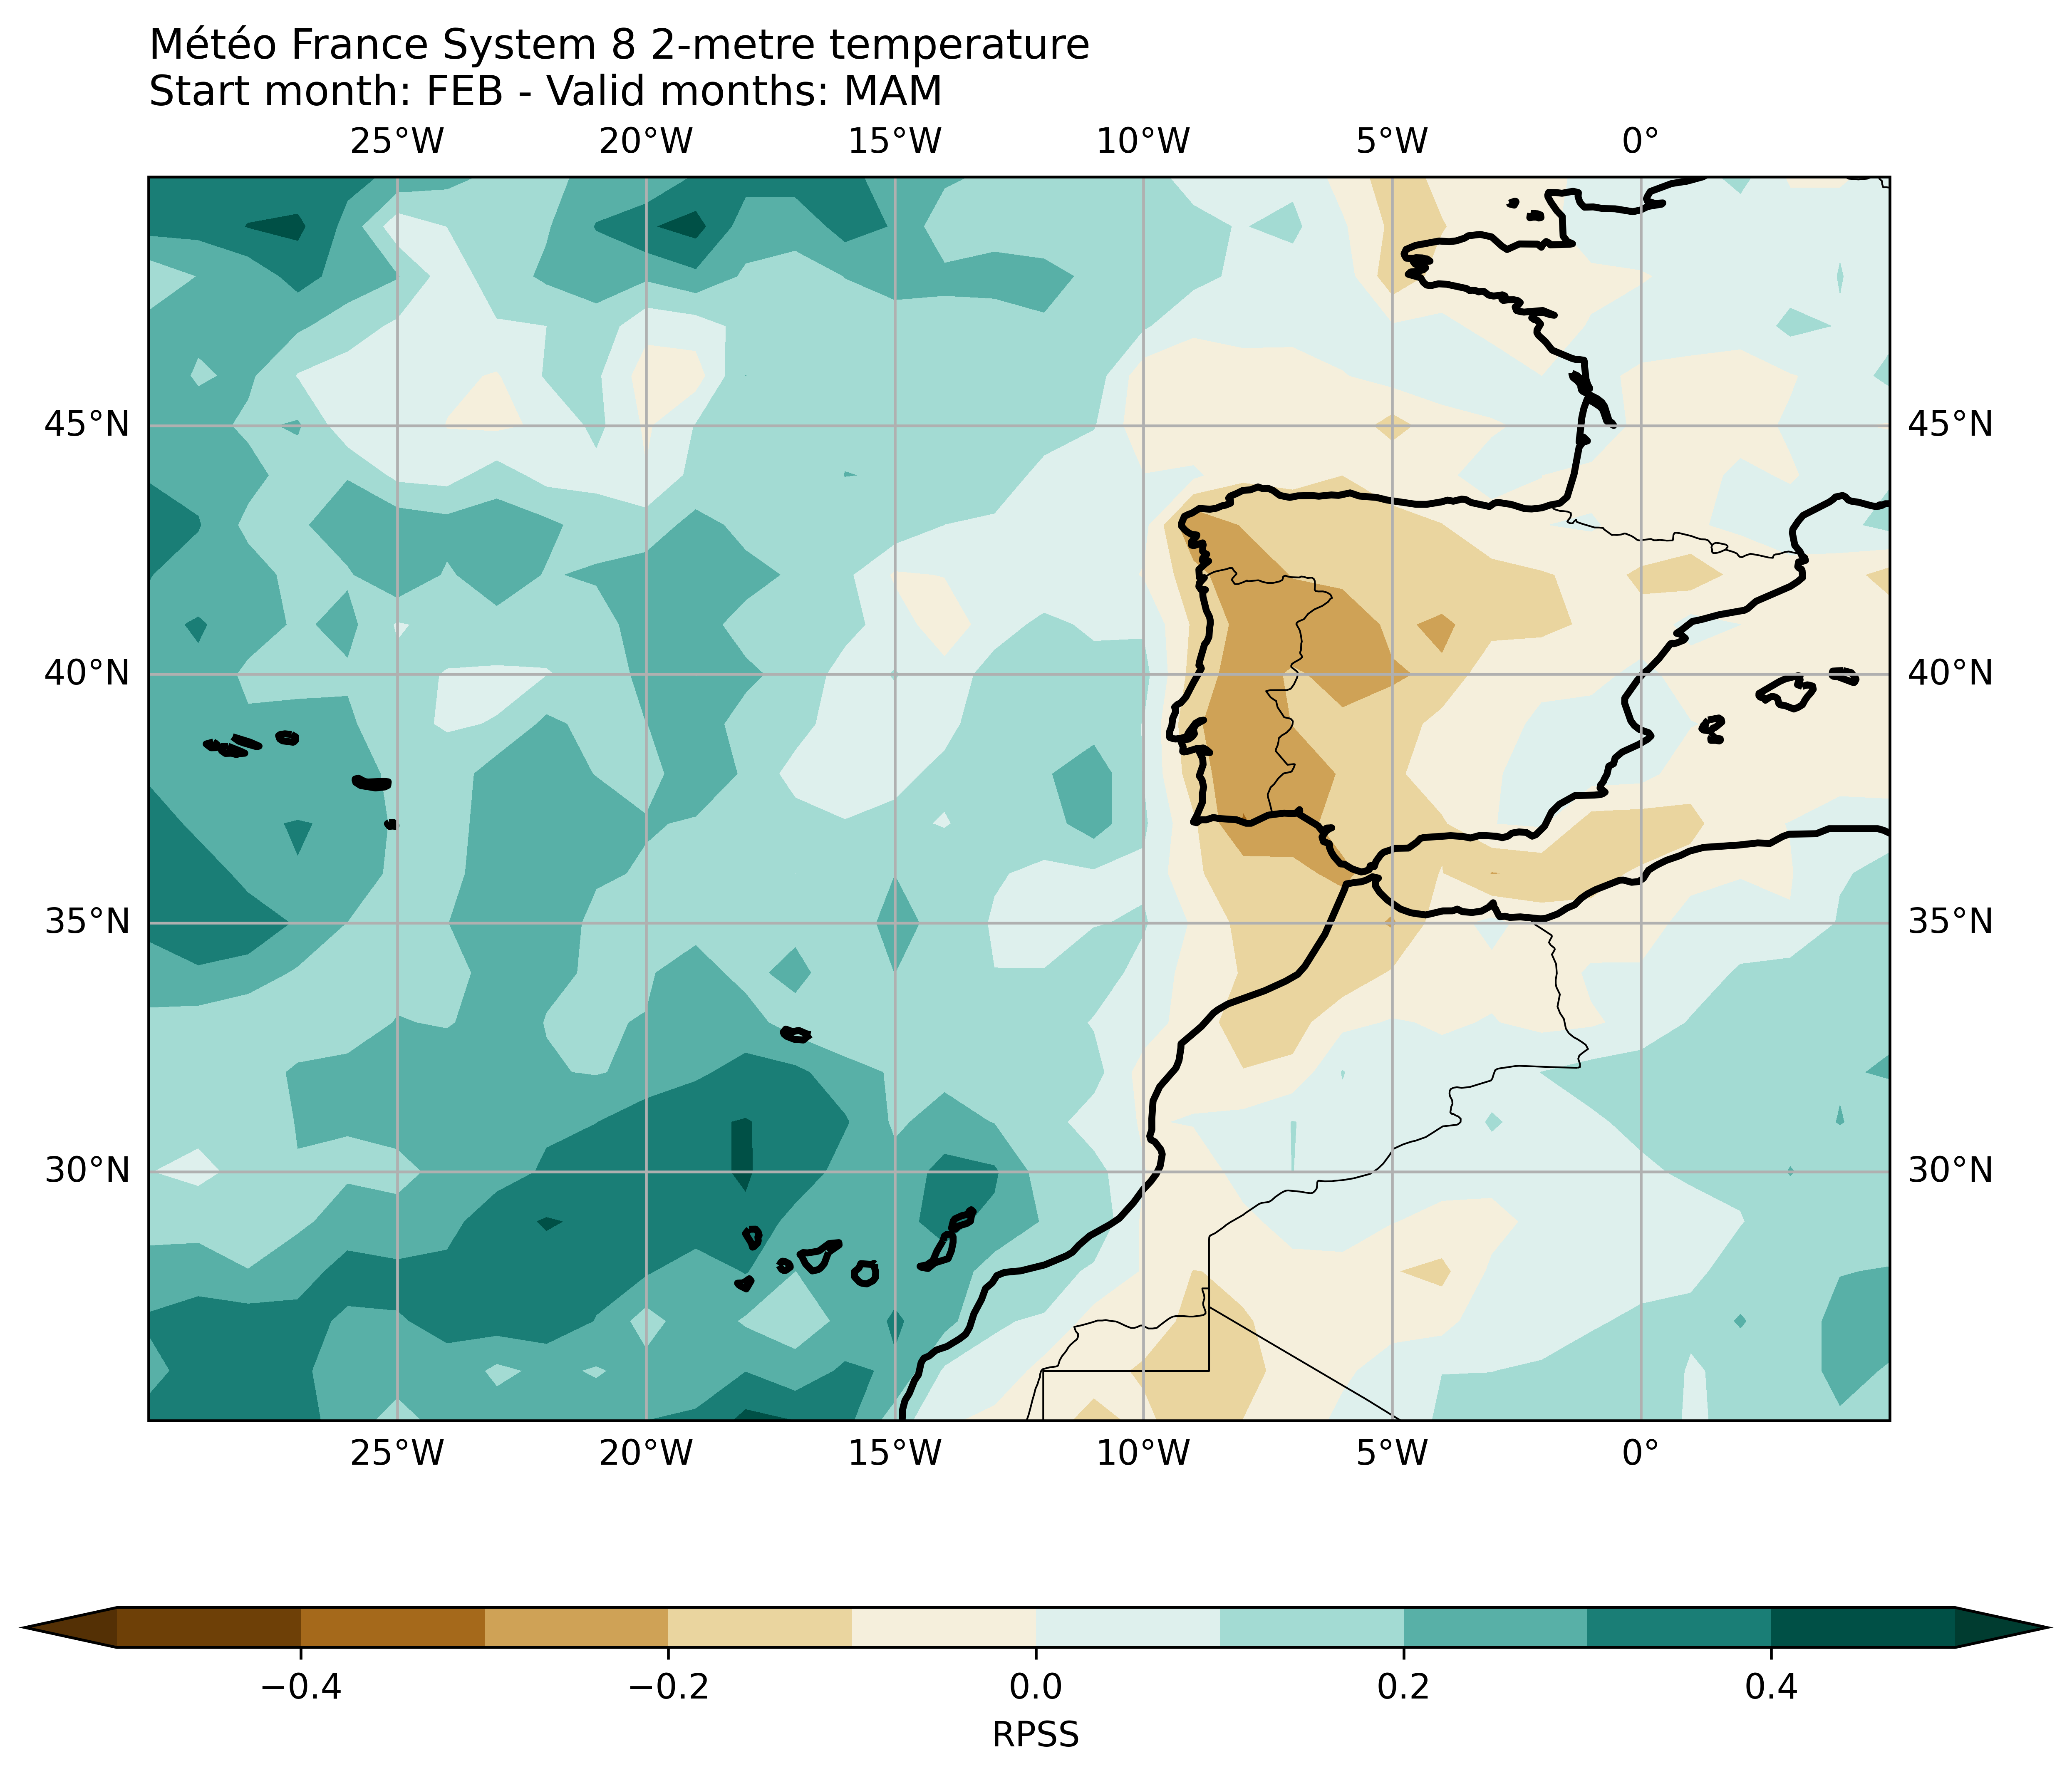 Météo France System 8 2-metre temperature
Start month: FEB - Valid months: MAM
25°W 20°W 15°W 10°W 5°W 0°
45°N 45°N
40°N 40°N
35°N 35°N
30°N 30°N
25°W 20°W 15°W 10°W 5°W 0°
−0.4 −0.2 0.0 0.2 0.4
RPSS